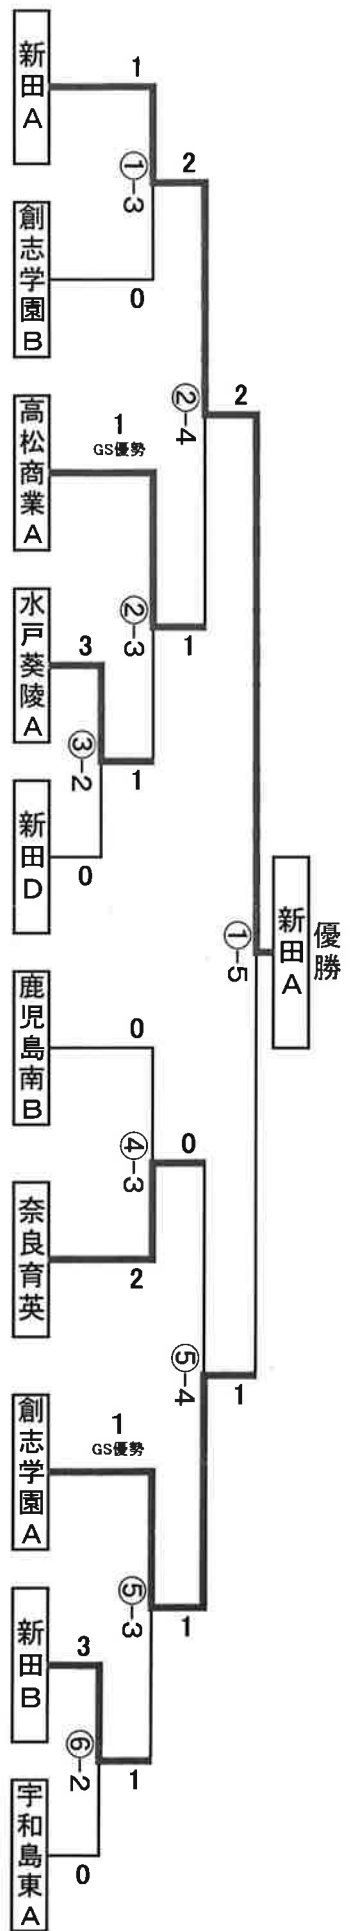 新田A
1
①-3
2
創志学園B
0
②-4
2
高松商業A
1
GS優勢
②-3
1
水戸葵陵A
3
③-2
1
新田D
0
優勝
新田A
①-5
鹿児島南B
0
④-3
0
奈良育英
2
⑤-4
1
創志学園A
1
GS優勢
⑤-3
1
新田B
3
⑥-2
1
宇和島東A
0